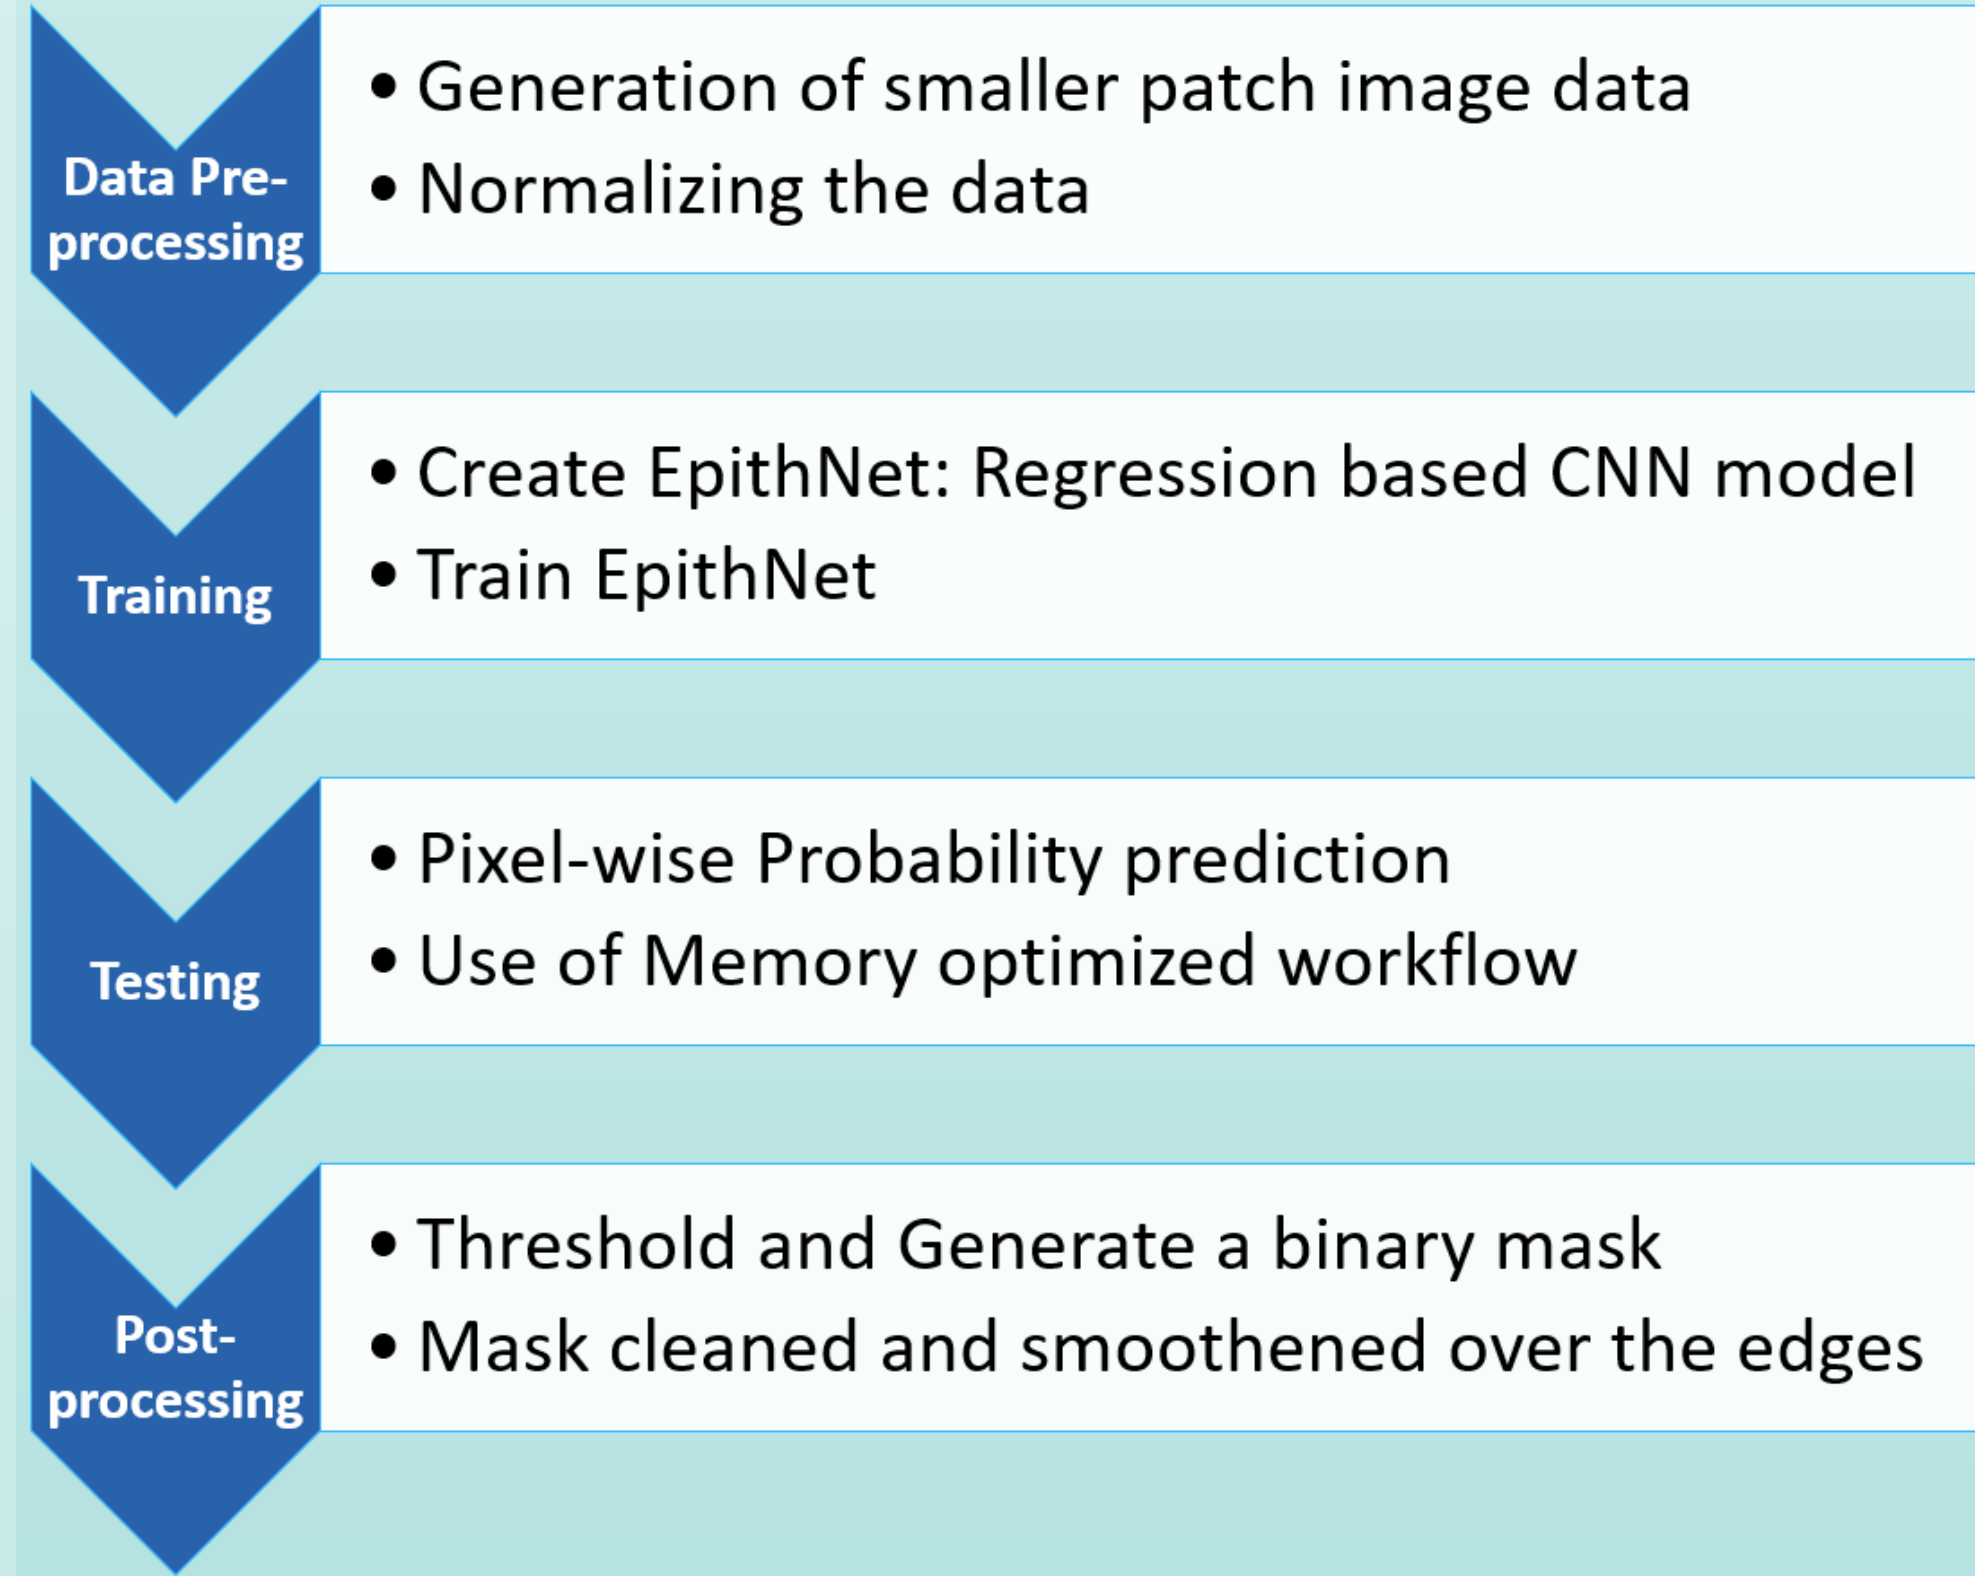 Data Pre-
processing
• Generation of smaller patch image data
• Normalizing the data
Training
• Create EpithNet: Regression based CNN model
• Train EpithNet
Testing
• Pixel-wise Probability prediction
• Use of Memory optimized workflow
Post-
processing
• Threshold and Generate a binary mask
• Mask cleaned and smoothened over the edges